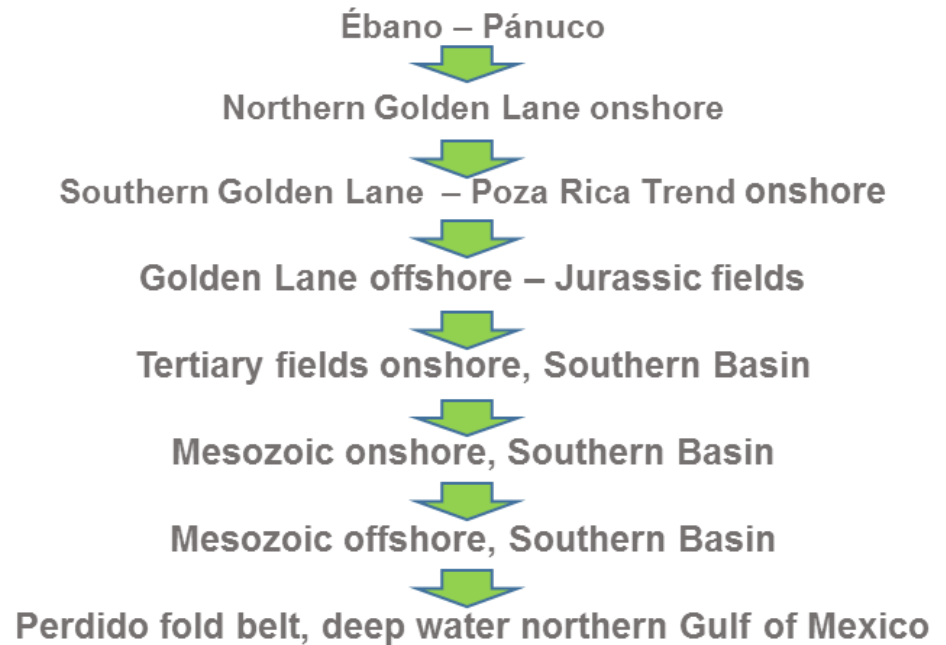 Ébano – Pánuco
Northern Golden Lane onshore
Southern Golden Lane – Poza Rica Trend onshore
Golden Lane offshore – Jurassic fields
Tertiary fields onshore, Southern Basin
Mesozoic onshore, Southern Basin
Mesozoic offshore, Southern Basin
Perdido fold belt, deep water northern Gulf of Mexico